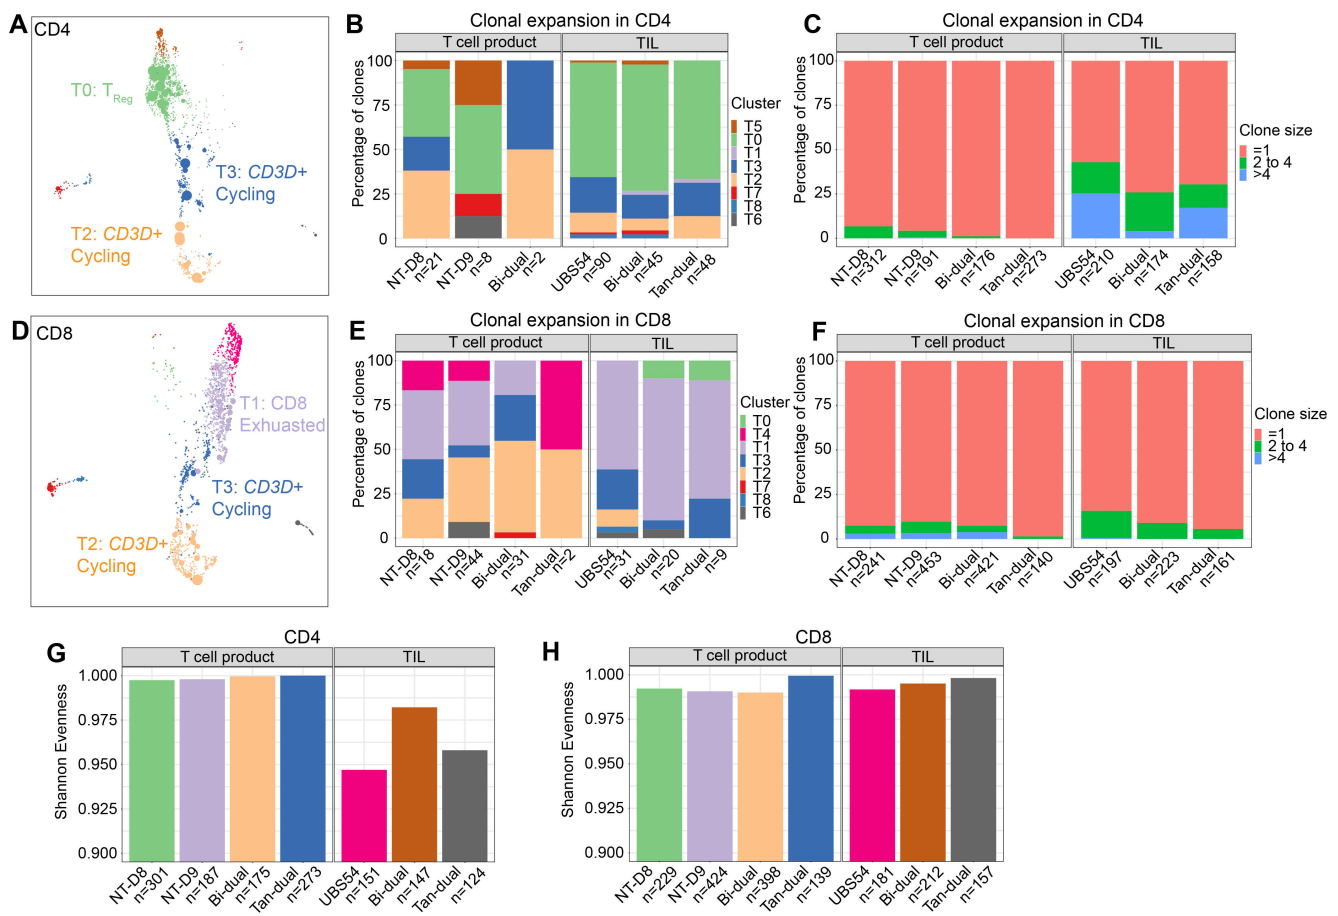 A
CD4
T0: TReg
T3: CD3D+
Cycling
T2: CD3D+
Cycling
B
Clonal expansion in CD4
T cell product
TIL
Percentage of clones
100
75
50
25
0
NT-D8
n=21
NT-D9
n=8
Bi-dual
n=2
UBS54
n=90
Bi-dual
n=45
Tan-dual
n=48
Cluster
T5
T0
T1
T3
T2
T7
T8
T6
C
Clonal expansion in CD4
T cell product
TIL
Percentage of clones
100
75
50
25
0
NT-D8
n=312
NT-D9
n=191
Bi-dual
n=176
Tan-dual
n=273
UBS54
n=210
Bi-dual
n=174
Tan-dual
n=158
Clone size
=1
2 to 4
>4
D
CD8
T1: CD8
Exhuasted
T3: CD3D+
Cycling
T2: CD3D+
Cycling
E
Clonal expansion in CD8
T cell product
TIL
Percentage of clones
100
75
50
25
0
NT-D8
n=18
NT-D9
n=44
Bi-dual
n=31
Tan-dual
n=2
UBS54
n=31
Bi-dual
n=20
Tan-dual
n=9
Cluster
T0
T4
T1
T3
T2
T7
T8
T6
F
Clonal expansion in CD8
T cell product
TIL
Percentage of clones
100
75
50
25
0
NT-D8
n=241
NT-D9
n=453
Bi-dual
n=421
Tan-dual
n=140
UBS54
n=197
Bi-dual
n=223
Tan-dual
n=161
Clone size
=1
2 to 4
>4
G
CD4
T cell product
TIL
Shannon Evenness
1.000
0.975
0.950
0.925
0.900
NT-D8
n=301
NT-D9
n=187
Bi-dual
n=175
Tan-dual
n=273
UBS54
n=151
Bi-dual
n=147
Tan-dual
n=124
H
CD8
T cell product
TIL
Shannon Evenness
1.000
0.975
0.950
0.925
0.900
NT-D8
n=229
NT-D9
n=424
Bi-dual
n=398
Tan-dual
n=139
UBS54
n=181
Bi-dual
n=212
Tan-dual
n=157